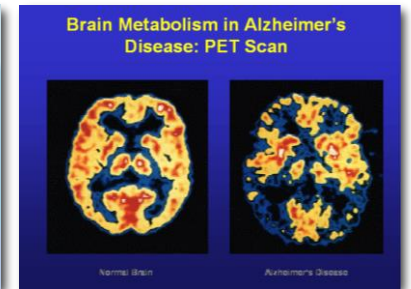 Brain Metabolism in Alzheimer's
Disease: PET Scan
Normal Brain
Alzheimer's Disease